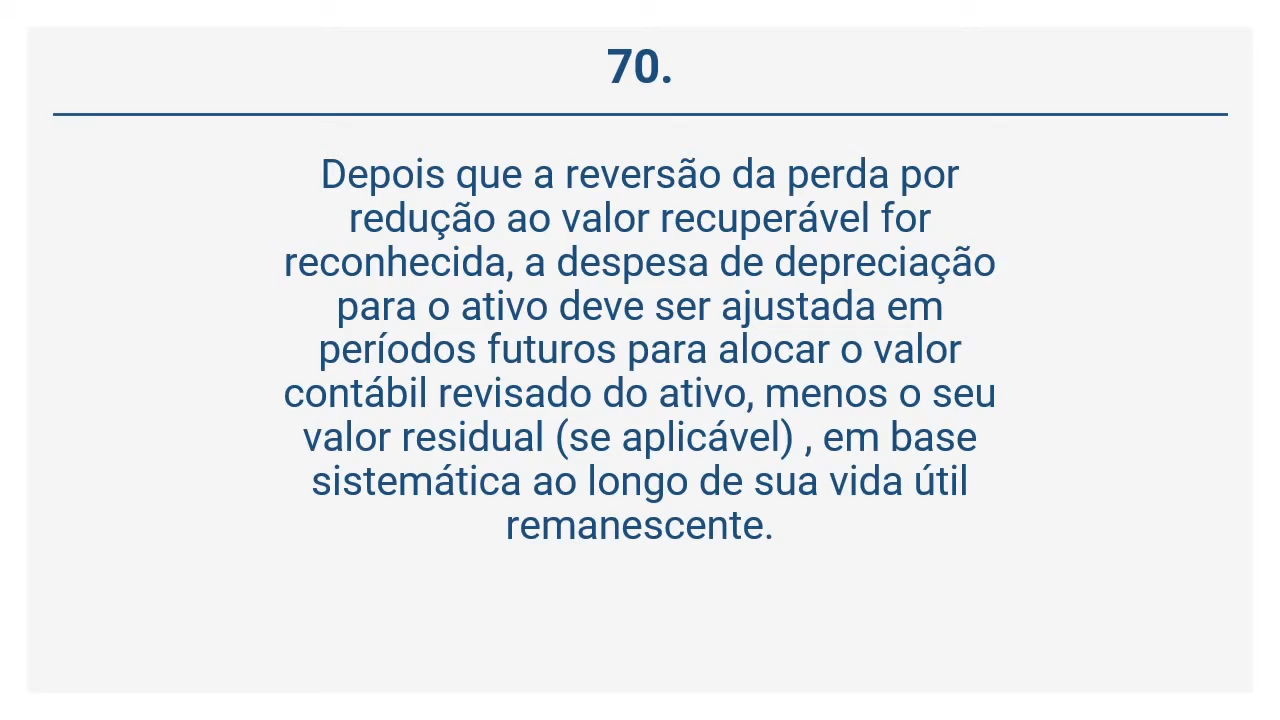 70.
Depois que a reversão da perda por
redução ao valor recuperável for
reconhecida, a despesa de depreciação
para o ativo deve ser ajustada em
períodos futuros para alocar o valor
contábil revisado do ativo, menos o seu
valor residual (se aplicável) , em base
sistemática ao longo de sua vida útil
remanescente.